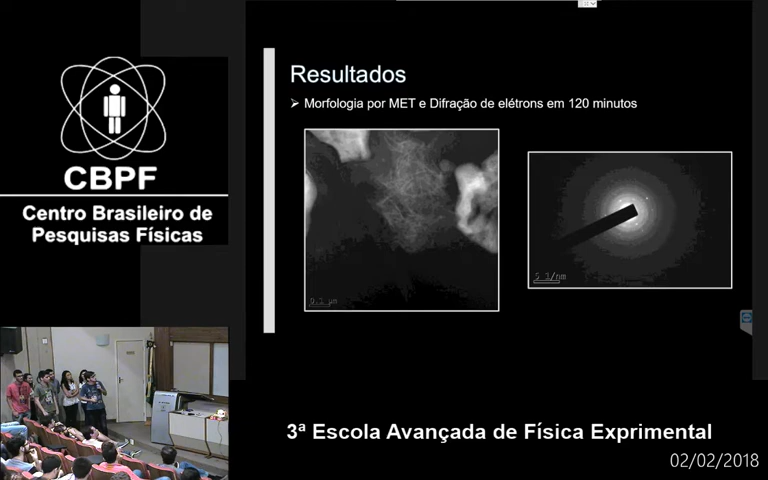 CBPF
Centro Brasileiro de
Pesquisas Físicas
Resultados
➢ Morfologia por MET e Difração de elétrons em 120 minutos
3ª Escola Avançada de Física Exprimental
02/02/2018